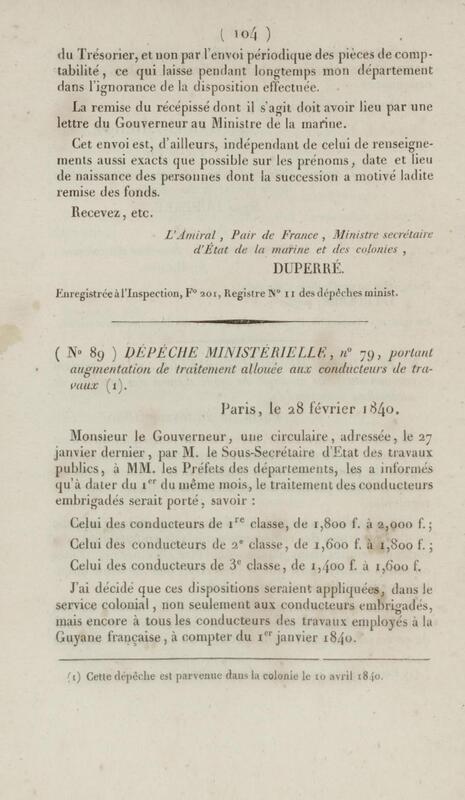 ( 104 )
du Trésorier, et non par l'envoi périodique des pièces de comp-
tabilité, ce qui laisse pendant longtemps mon département
dans l'ignorance de la disposition effectuée.
La remise du récépissé dont il s'agit doit avoir lieu par une
lettre du Gouverneur au Ministre de la marine.
Cet envoi est, d'ailleurs, indépendant de celui de renseigne-
mens aussi exacts que possible sur les prénoms, date et lieu
de naissance des personnes dont la succession a motivé ladite
remise des fonds.
Recevez, etc.
L'Amiral, Pair de France, Ministre secrétaire
d'État de la marine et des colonies,
DUPERRÉ.
Enregistrée à l'Inspection, F° 201, Registre N° 11 des dépêches minist.
( N° 89 ) DÉPÊCHE MINISTÉRIELLE, n° 79, portant
augmentation de traitement allouée aux conducteurs de tra-
vaux (1).
Paris, le 28 février 1840.
Monsieur le Gouverneur, une circulaire, adressée, le 27
janvier dernier, par M. le Sous-Secrétaire d'Etat des travaux
publics, à MM. les Préfets des départements, les a informés
qu'à dater du 1er du même mois, le traitement des conducteurs
embrigadés serait porté, savoir :
Celui des conducteurs de 1re classe, de 1,800 f. à 2,000 f.;
Celui des conducteurs de 2e classe, de 1,600 f. à 1,800 f.;
Celui des conducteurs de 3e classe, de 1,400 f. à 1,600 f.
J'ai décidé que ces dispositions seraient appliquées, dans le
service colonial, non seulement aux conducteurs embrigadés,
mais encore à tous les conducteurs des travaux employés à la
Guyane française, à compter du 1er janvier 1840.
(1) Cette dépêche est parvenue dans la colonie le 10 avril 1840.